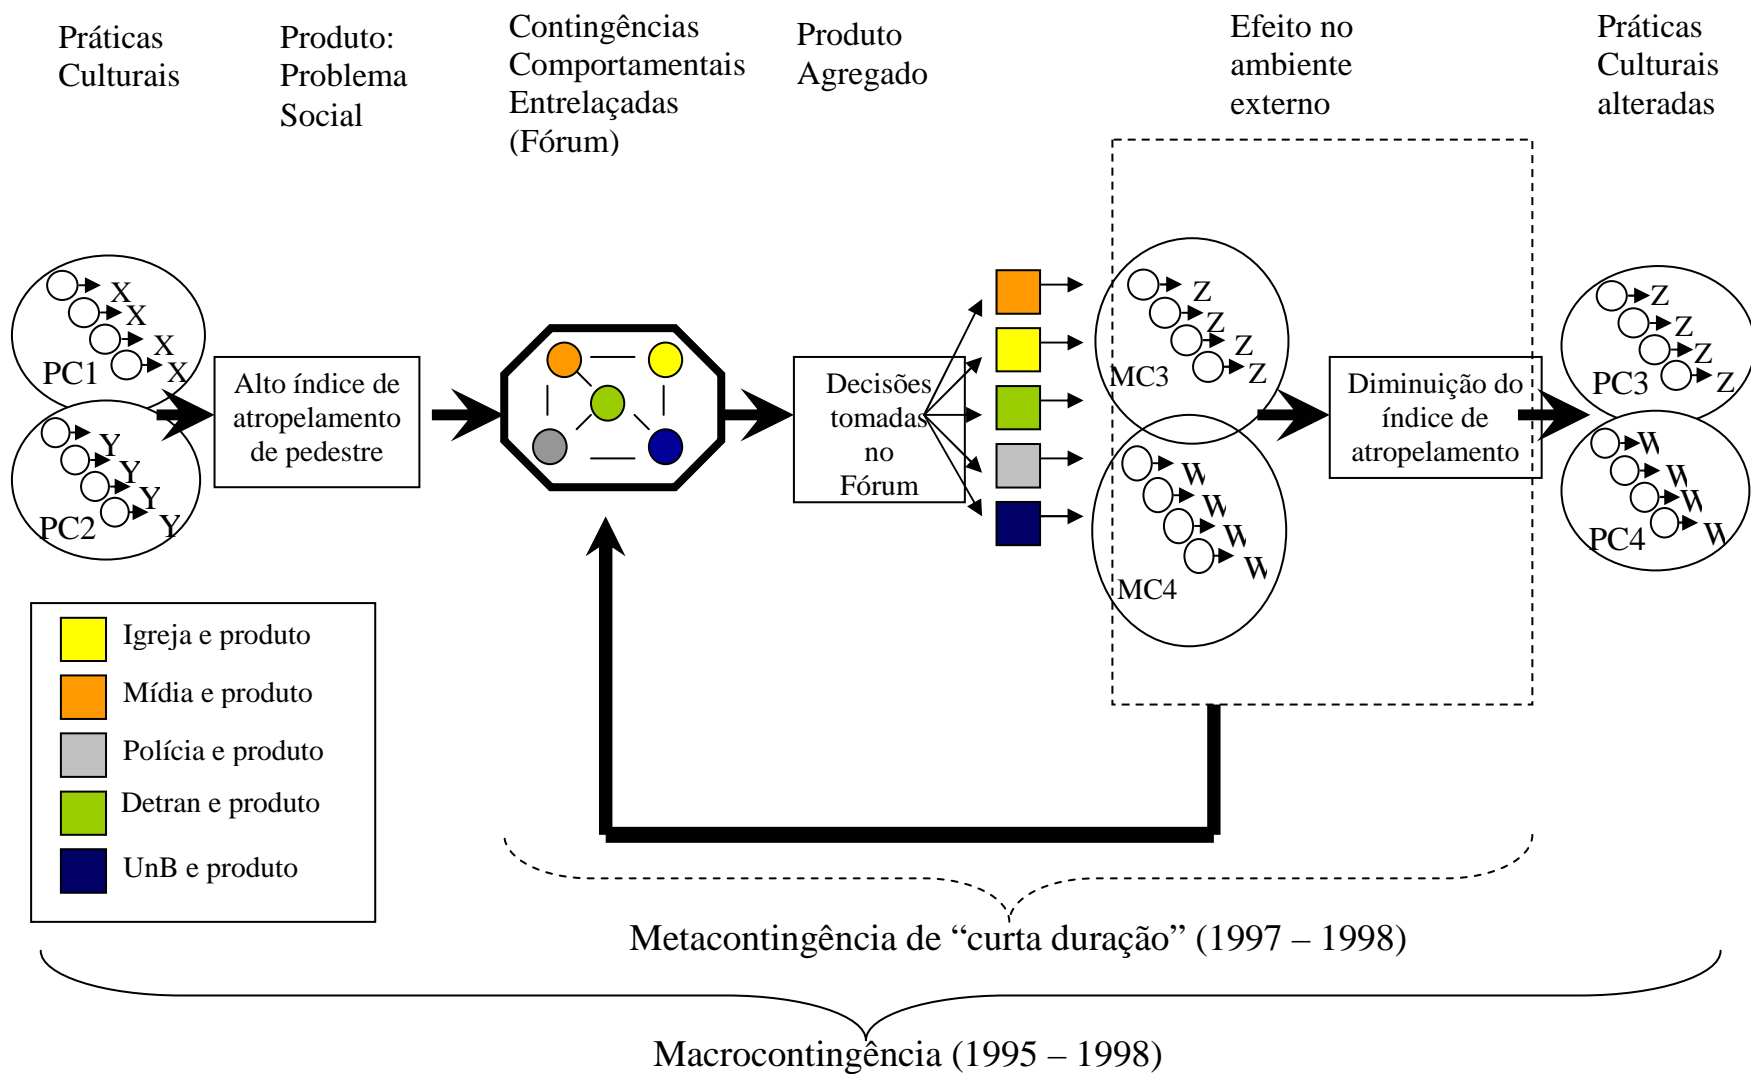 Práticas
Culturais
Produto:
Problema
Social
Contingências
Comportamentais
Entrelaçadas
(Fórum)
Produto
Agregado
Efeito no
ambiente
externo
Práticas
Culturais
alteradas
X
X
X
X
PC1
Y
Y
Y
Y
PC2
Alto índice de
atropelamento
de pedestre
Decisões
tomadas
no
Fórum
Z
Z
Z
Z
MC3
W
W
W
W
MC4
Diminuição do
índice de
atropelamento
Z
Z
Z
Z
PC3
W
W
W
W
PC4
Igreja e produto
Mídia e produto
Polícia e produto
Detran e produto
UnB e produto
Metacontingência de “curta duração” (1997 – 1998)
Macrocontingência (1995 – 1998)